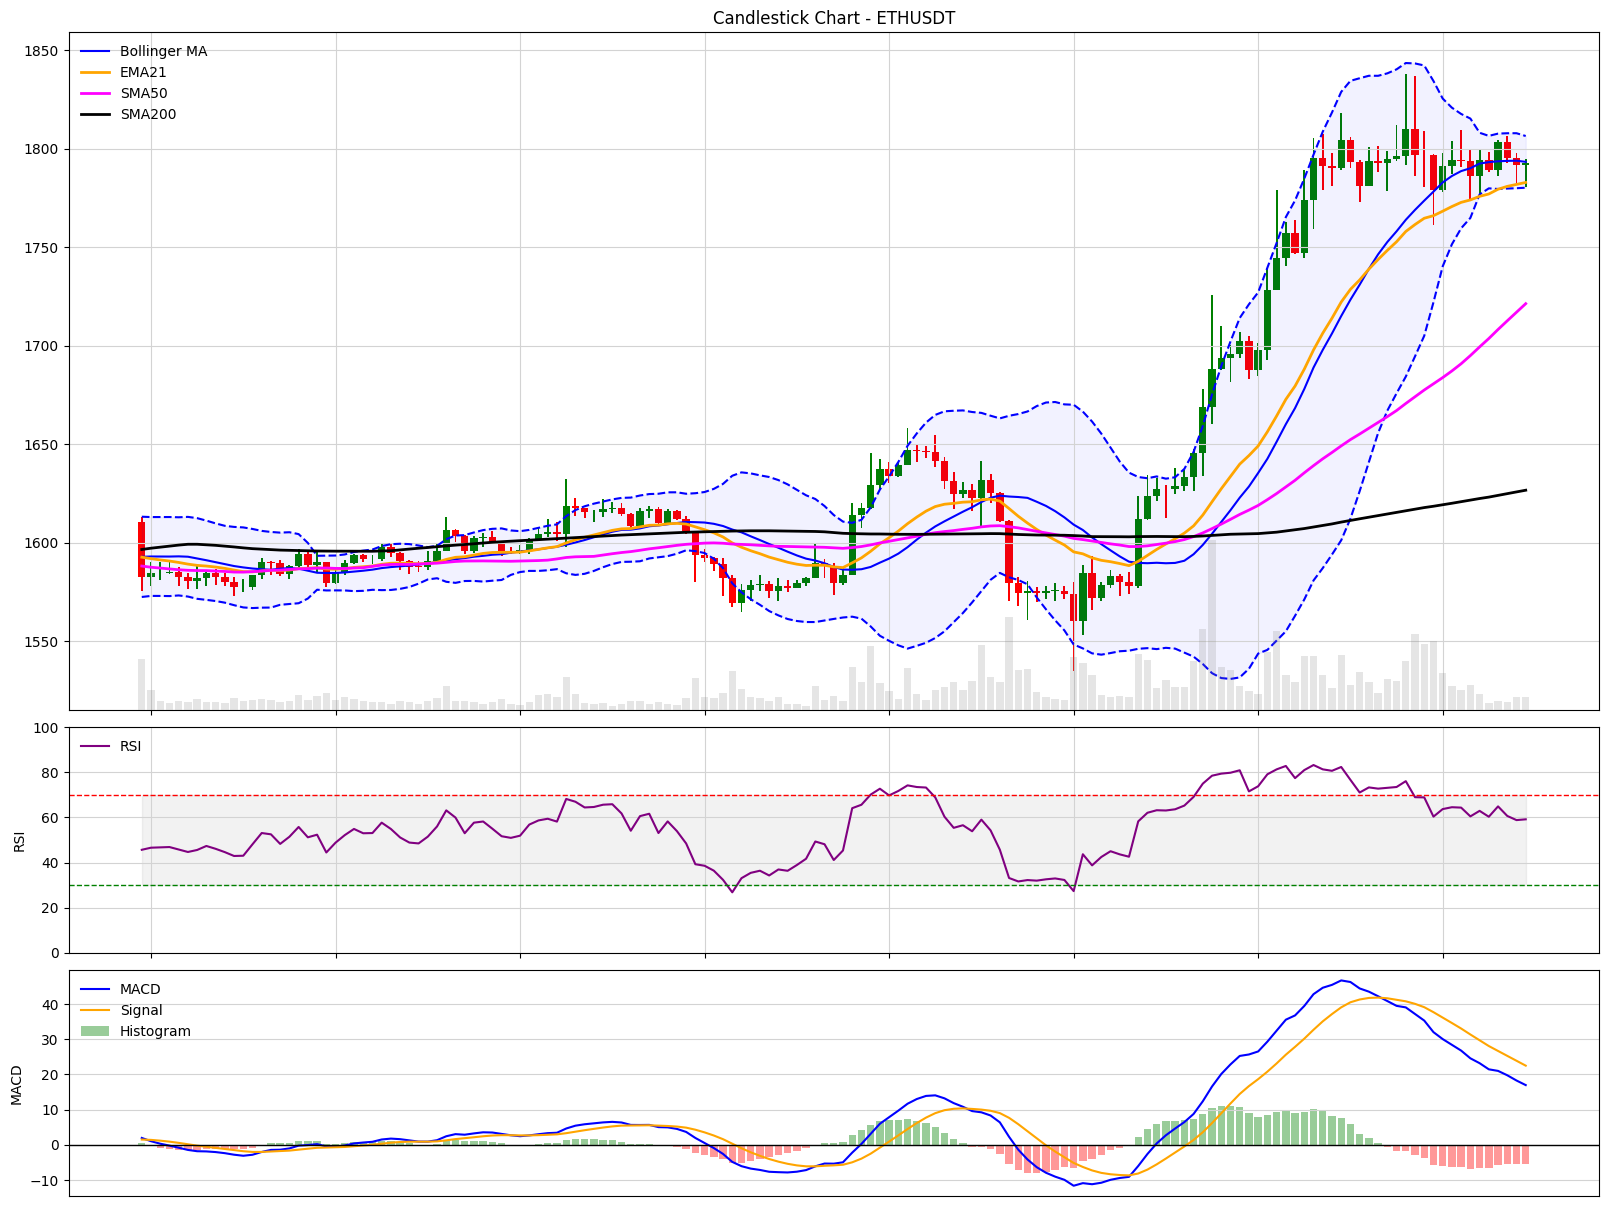 Candlestick Chart - ETHUSDT
1850
1800
1750
1700
1650
1600
1550
Bollinger MA
EMA21
SMA50
SMA200
100
80
60
40
20
0
RSI
RSI
40
30
20
10
0
−10
MACD
MACD
Signal
Histogram